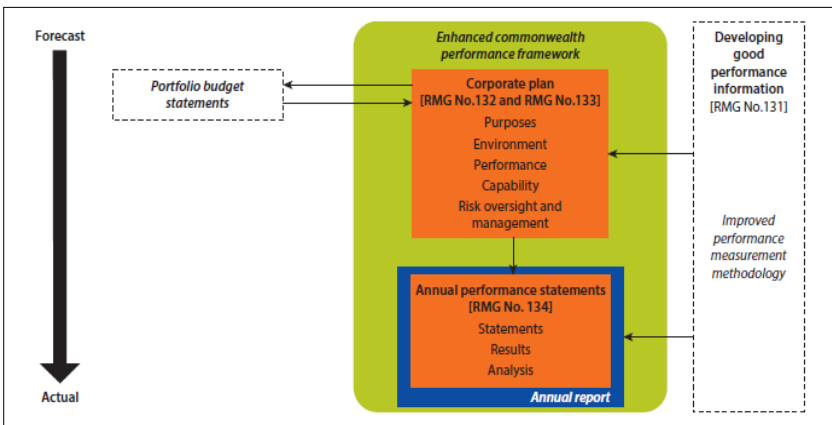 Forecast
Actual
Portfolio budget
statements
Enhanced commonwealth
performance framework
Corporate plan
[RMG No.132 and RMG No.133]
Purposes
Environment
Performance
Capability
Risk oversight and
management
Annual performance statements
[RMG No. 134]
Statements
Results
Analysis
Annual report
Developing
good
performance
information
[RMG No.131]
Improved
performance
measurement
methodology